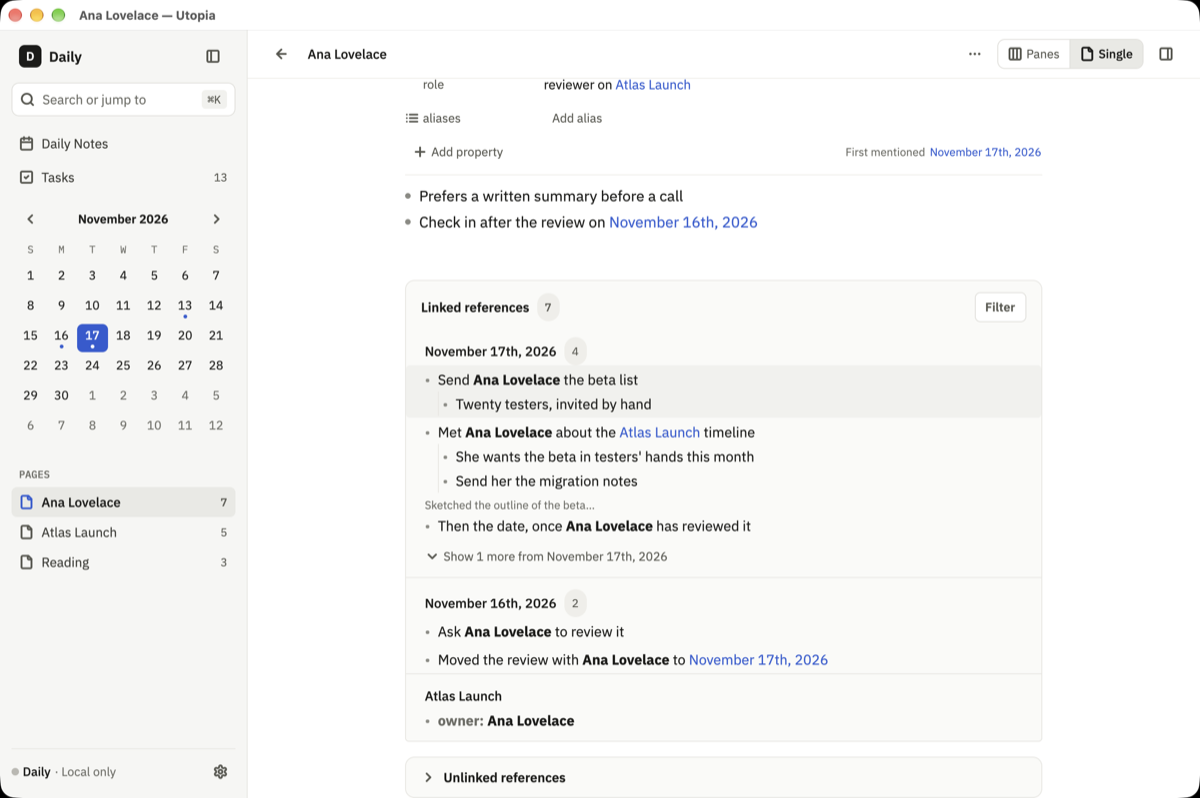 Ana Lovelace — Utopia
D Daily
Search or jump to ⌘K
Daily Notes
Tasks 13
November 2026
S M T W T F S
1 2 3 4 5 6 7
8 9 10 11 12 13 14
15 16 17 18 19 20 21
22 23 24 25 26 27 28
29 30 1 2 3 4 5
6 7 8 9 10 11 12
PAGES
Ana Lovelace 7
Atlas Launch 5
Reading 3
Daily · Local only
Ana Lovelace
Panes Single
role reviewer on Atlas Launch
aliases Add alias
Add property First mentioned November 17th, 2026
Prefers a written summary before a call
Check in after the review on November 16th, 2026
Linked references 7 Filter
November 17th, 2026 4
Send Ana Lovelace the beta list
Twenty testers, invited by hand
Met Ana Lovelace about the Atlas Launch timeline
She wants the beta in testers' hands this month
Send her the migration notes
Sketched the outline of the beta...
Then the date, once Ana Lovelace has reviewed it
Show 1 more from November 17th, 2026
November 16th, 2026 2
Ask Ana Lovelace to review it
Moved the review with Ana Lovelace to November 17th, 2026
Atlas Launch
owner: Ana Lovelace
Unlinked references